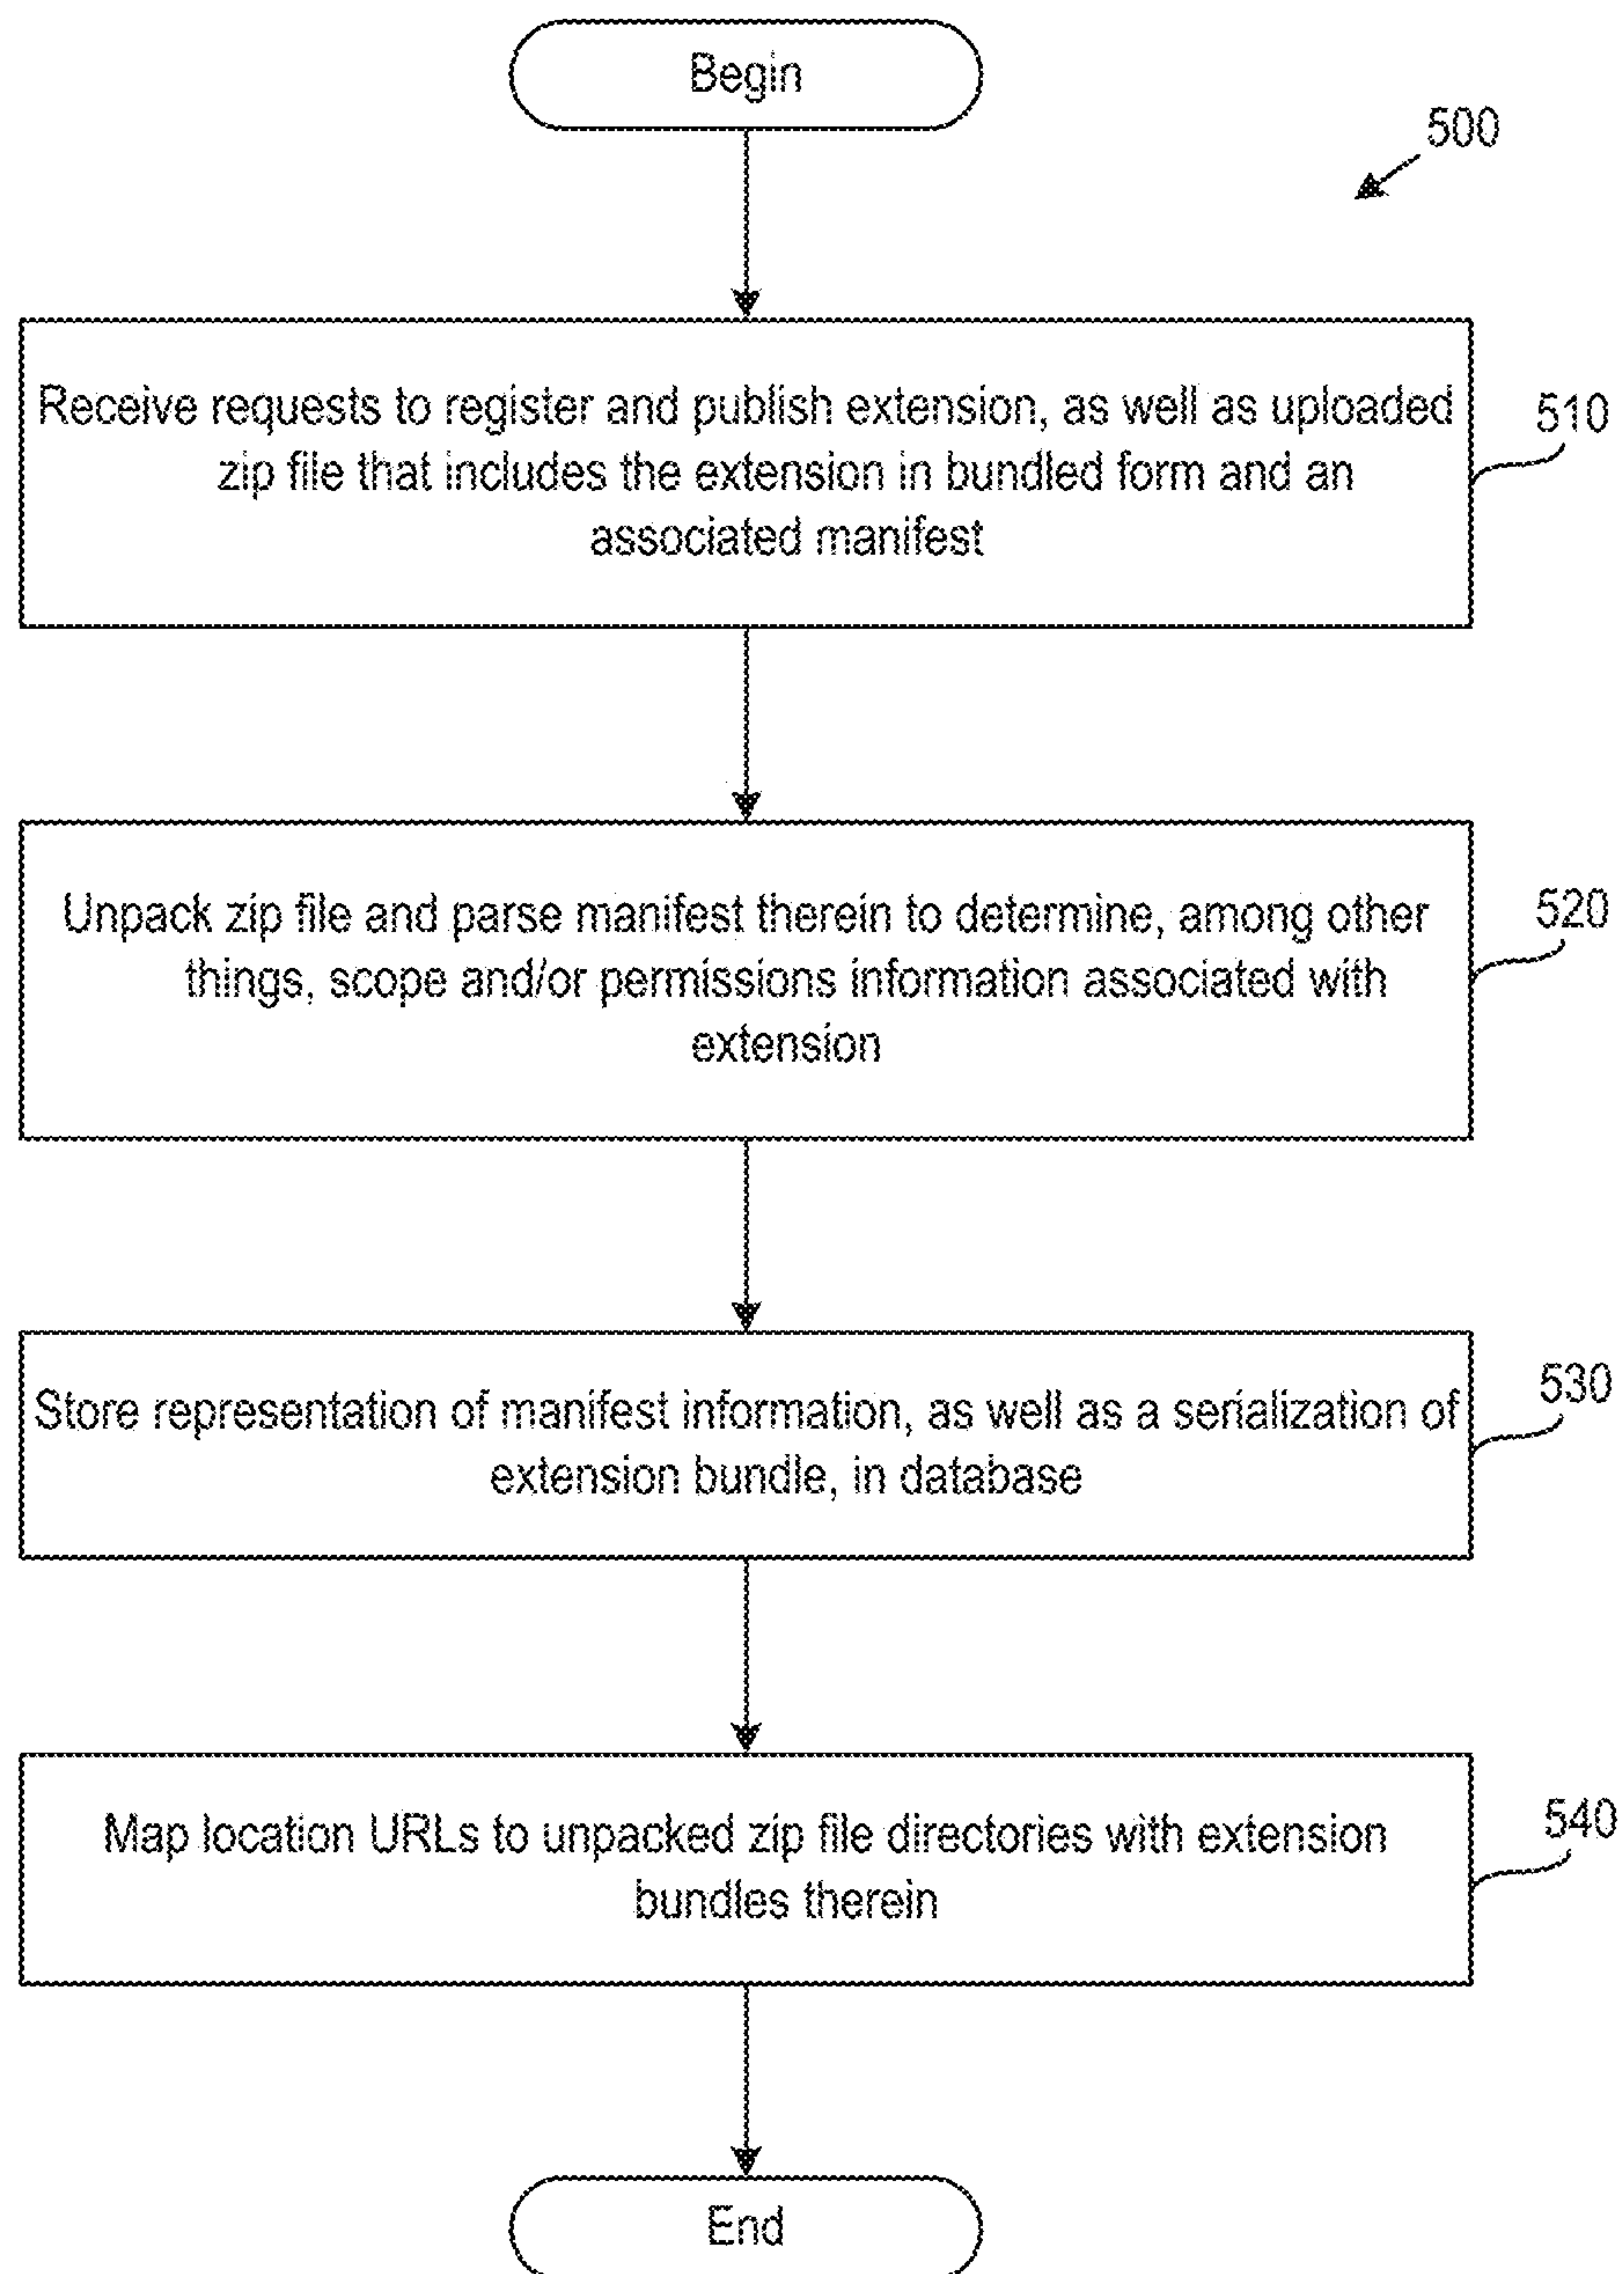 Begin
500
Receive requests to register and publish extension, as well as uploaded
zip file that includes the extension in bundled form and an
associated manifest
510
Unpack zip file and parse manifest therein to determine, among other
things, scope and/or permissions information associated with
extension
520
Store representation of manifest information, as well as a serialization of
extension bundle, in database
530
Map location URLs to unpacked zip file directories with extension
bundles therein
540
End